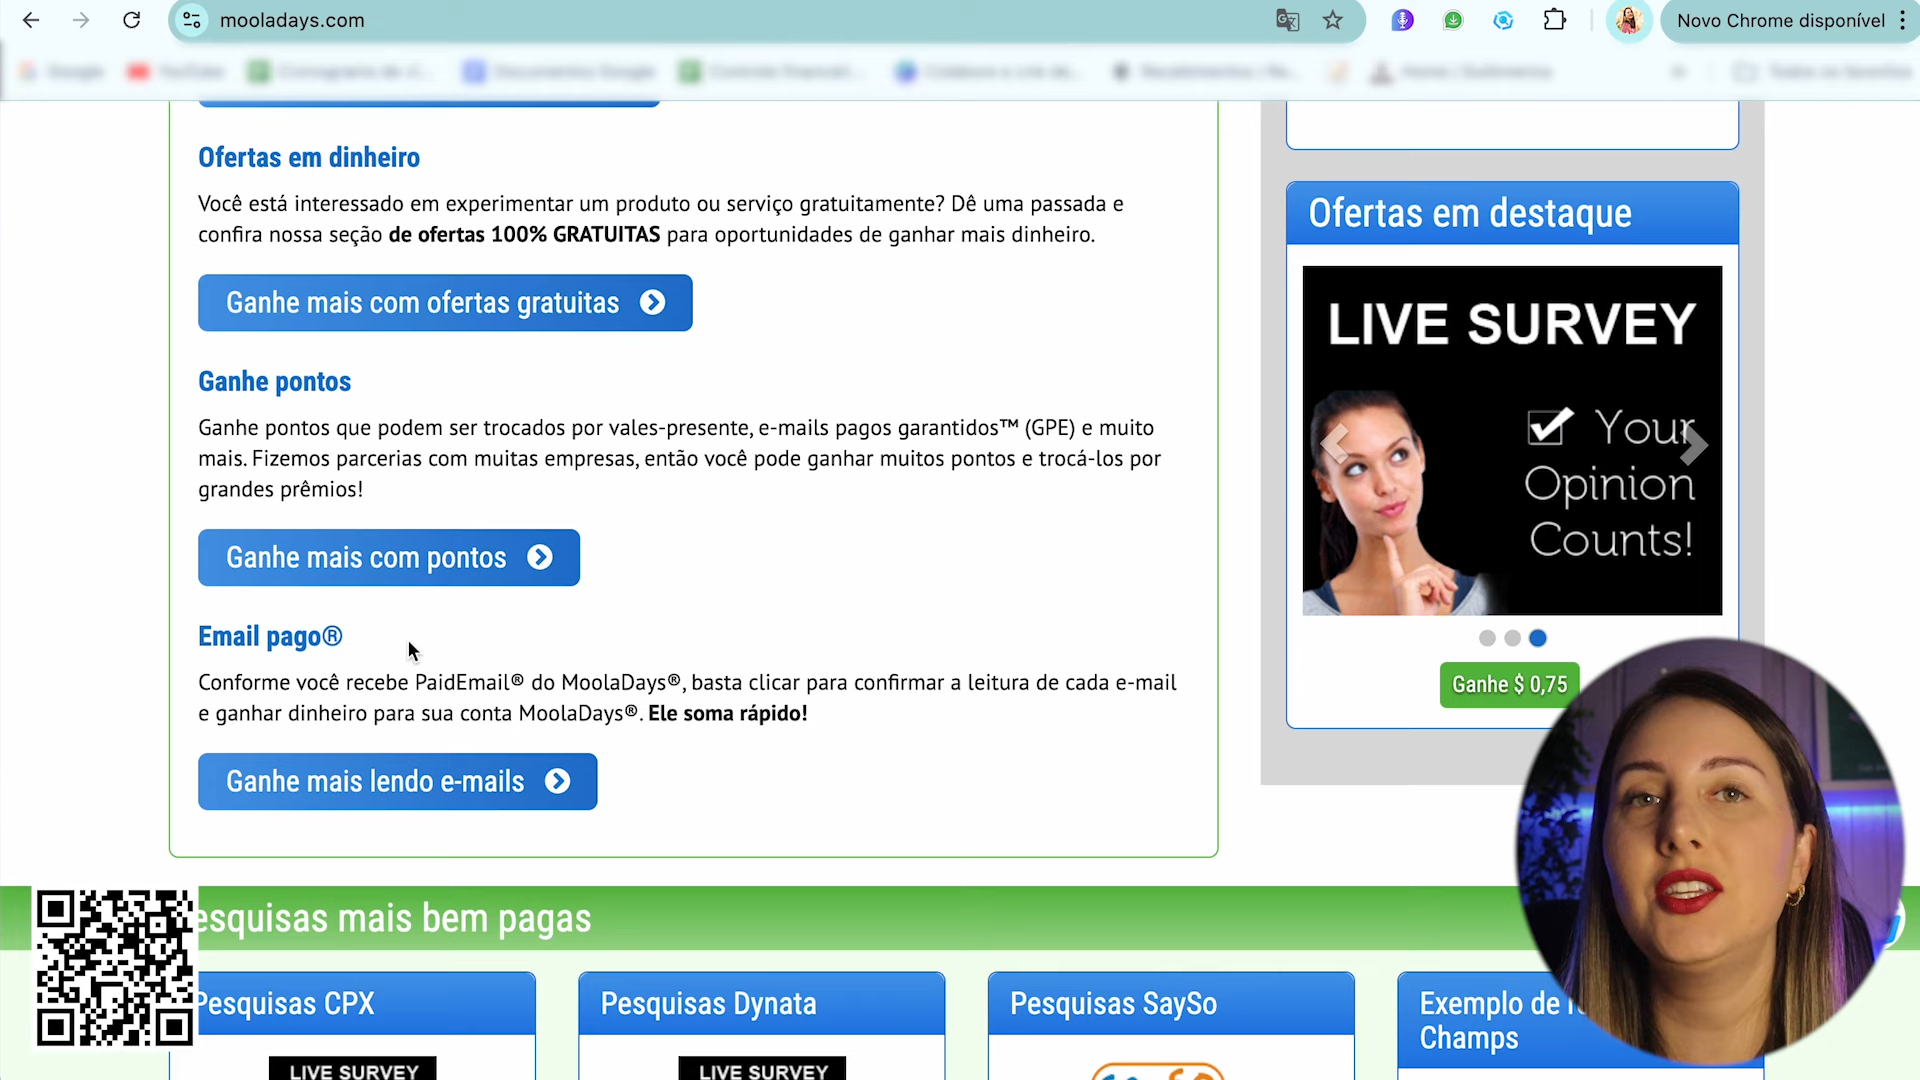 mooladays.com
Novo Chrome disponível
Google
YouTube
Documentos Google
Ofertas em dinheiro
Você está interessado em experimentar um produto ou serviço gratuitamente? Dê uma passada e
confira nossa seção de ofertas 100% GRATUITAS para oportunidades de ganhar mais dinheiro.
Ganhe mais com ofertas gratuitas
Ganhe pontos
Ganhe pontos que podem ser trocados por vales-presente, e-mails pagos garantidos™ (GPE) e muito
mais. Fizemos parcerias com muitas empresas, então você pode ganhar muitos pontos e trocá-los por
grandes prêmios!
Ganhe mais com pontos
Email pago®
Conforme você recebe PaidEmail® do MoolaDays®, basta clicar para confirmar a leitura de cada e-mail
e ganhar dinheiro para sua conta MoolaDays®. Ele soma rápido!
Ganhe mais lendo e-mails
Ofertas em destaque
LIVE SURVEY
Your
Opinion
Counts!
Ganhe $ 0,75
esquisas mais bem pagas
Pesquisas CPX
LIVE SURVEY
Pesquisas Dynata
LIVE SURVEY
Pesquisas SaySo
Exemplo de
Champs